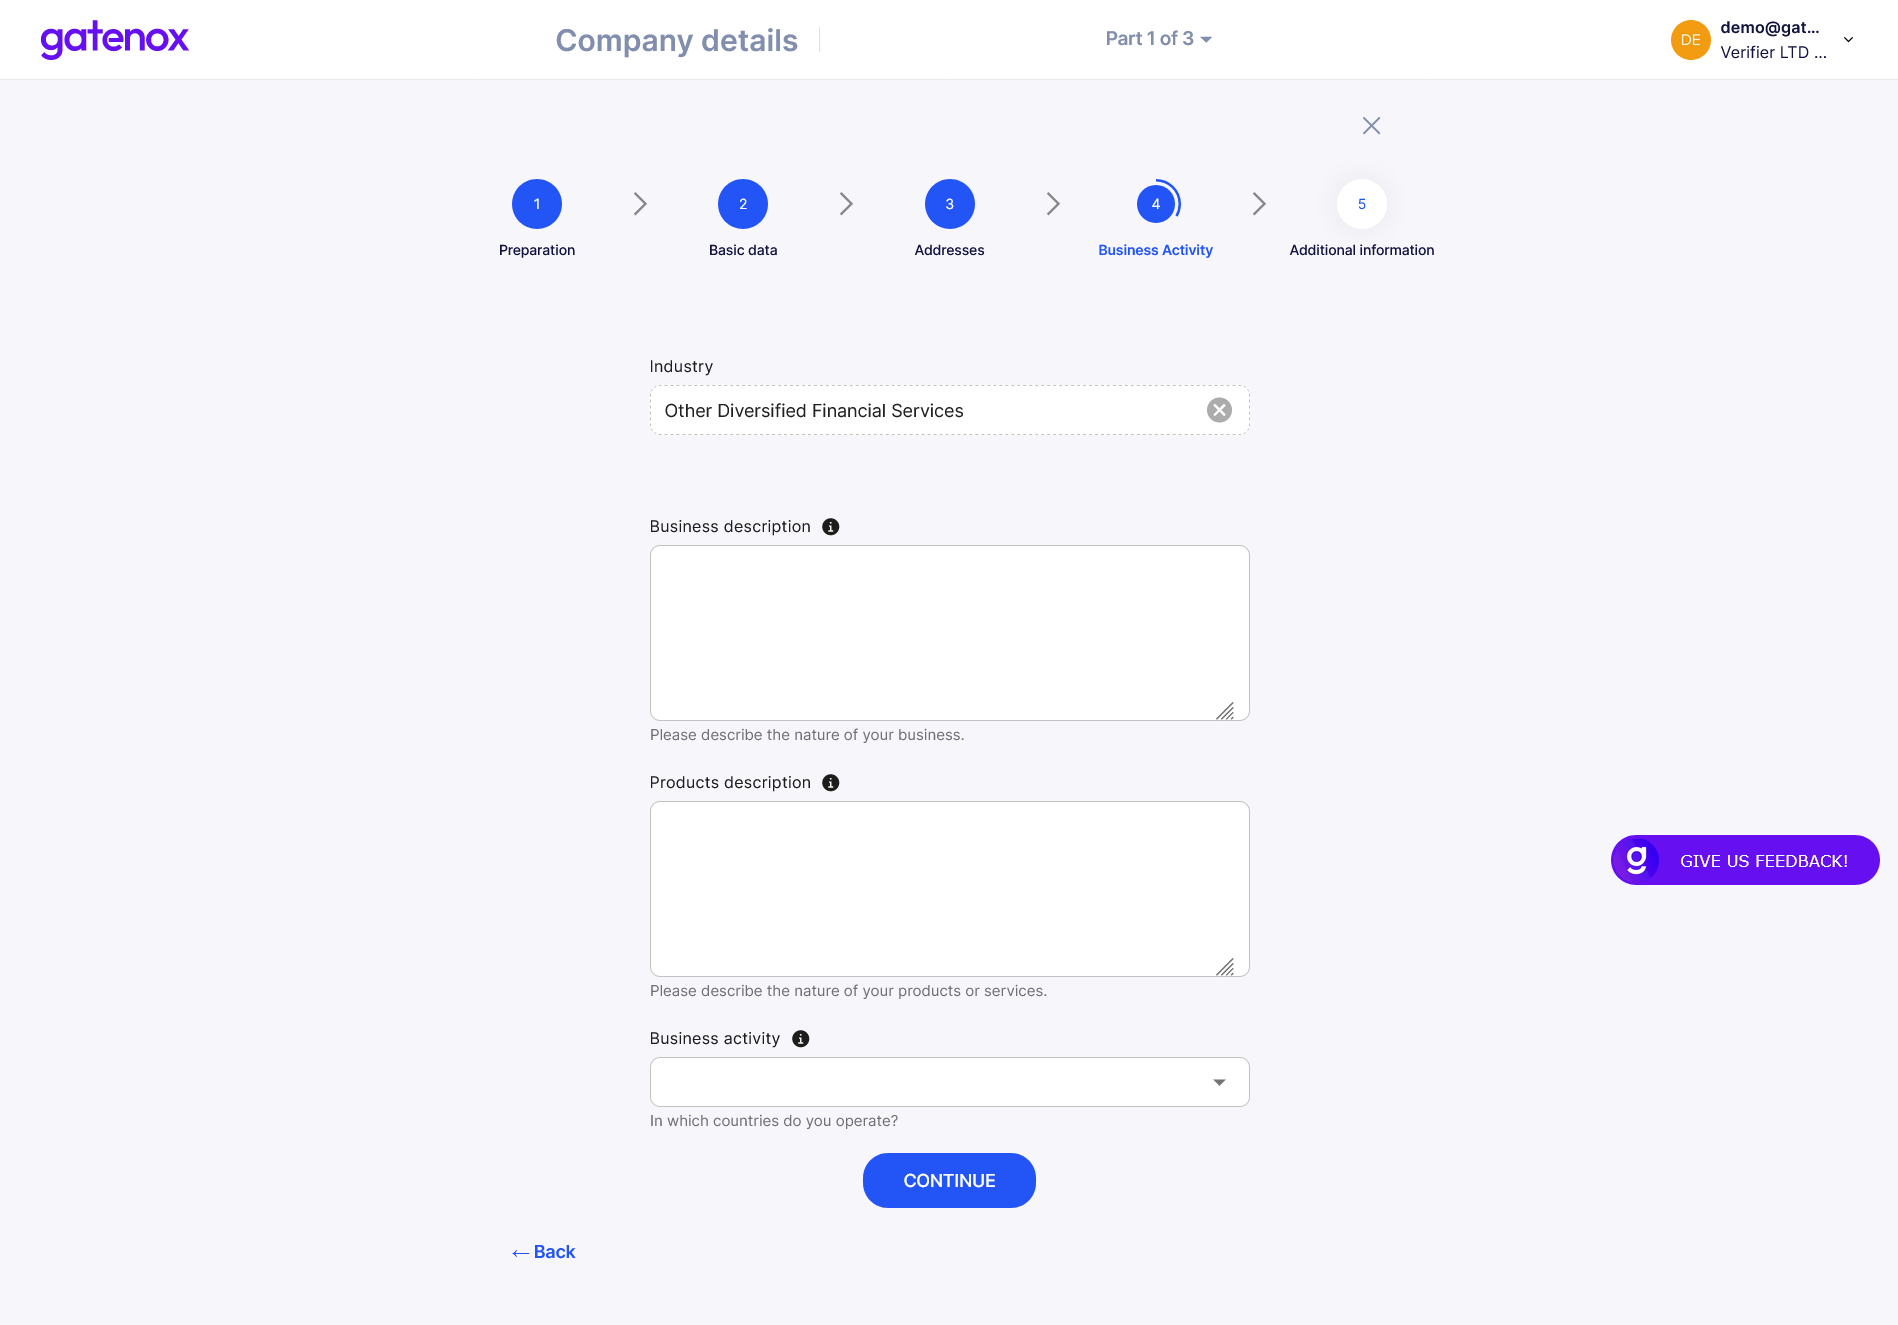 gatenox
Company details
Part 1 of 3
DE
demo@gat...
Verifier LTD ...
1
2
3
4
5
Preparation
Basic data
Addresses
Business Activity
Additional information
Industry
Other Diversified Financial Services
Business description
Please describe the nature of your business.
Products description
Please describe the nature of your products or services.
g GIVE US FEEDBACK!
Business activity
In which countries do you operate?
CONTINUE
← Back